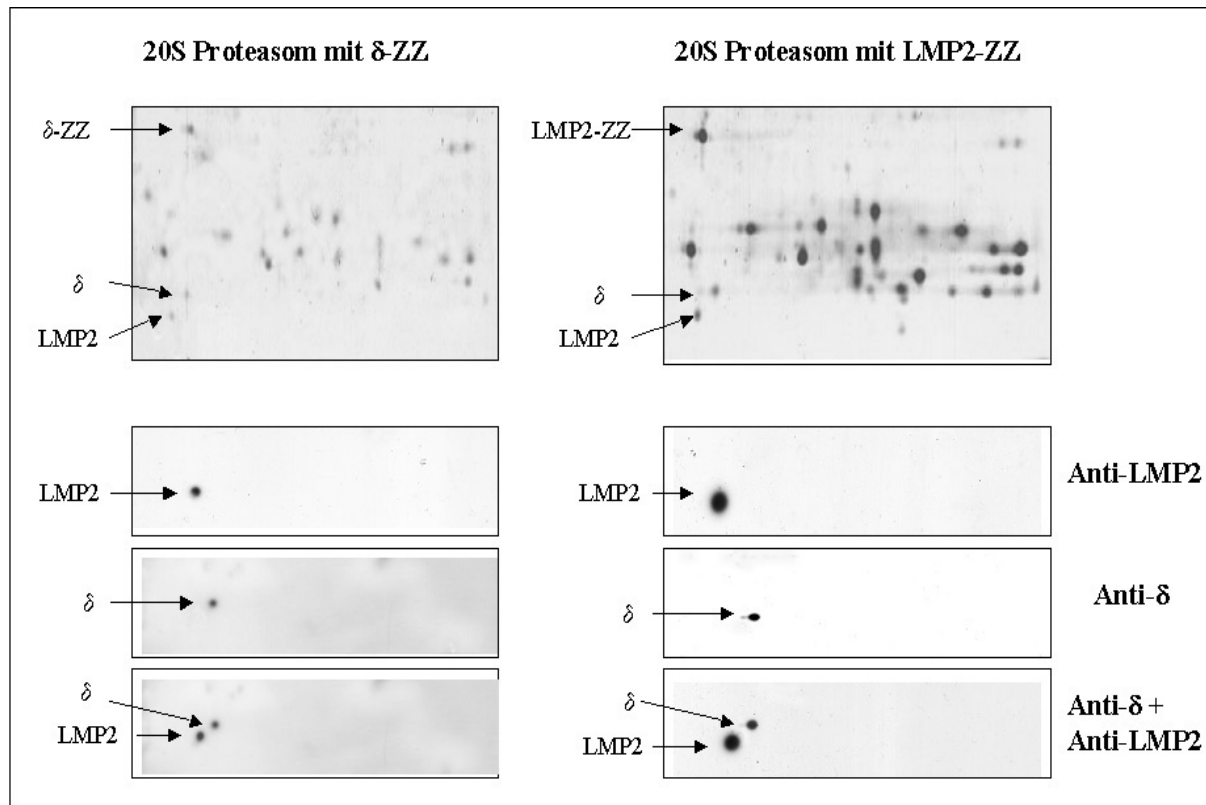 20S Proteasom mit δ-ZZ
20S Proteasom mit LMP2-ZZ
δ-ZZ
δ
LMP2
LMP2-ZZ
δ
LMP2
LMP2
LMP2
Anti-LMP2
δ
δ
Anti-δ
δ
LMP2
δ
LMP2
Anti-δ +
Anti-LMP2